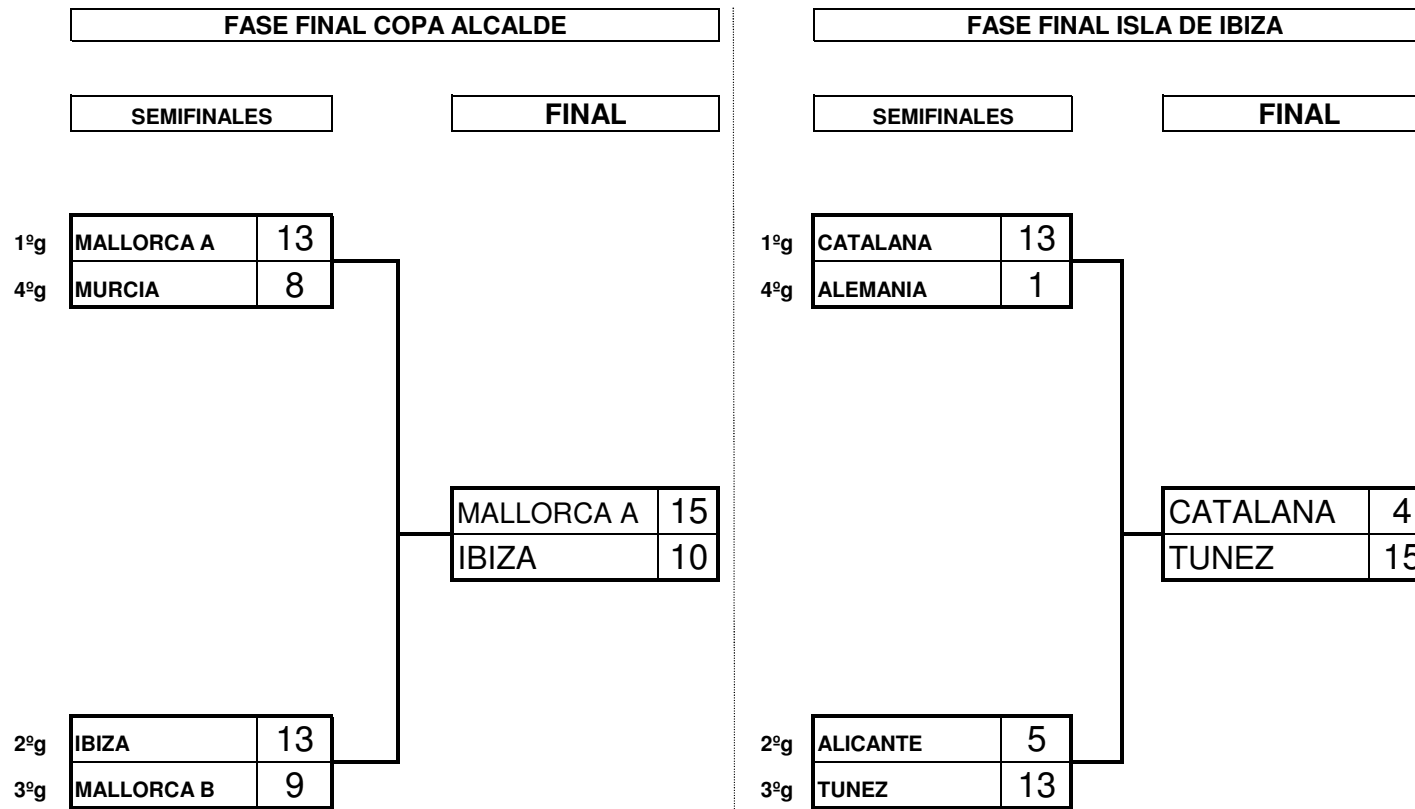 FASE FINAL COPA ALCALDE
SEMIFINALES FINAL
1ºg MALLORCA A 13
4ºg MURCIA 8
MALLORCA A 15
IBIZA 10
2ºg IBIZA 13
3ºg MALLORCA B 9
FASE FINAL ISLA DE IBIZA
SEMIFINALES FINAL
1ºg CATALANA 13
4ºg ALEMANIA 1
CATALANA 4
TUNEZ 15
2ºg ALICANTE 5
3ºg TUNEZ 13